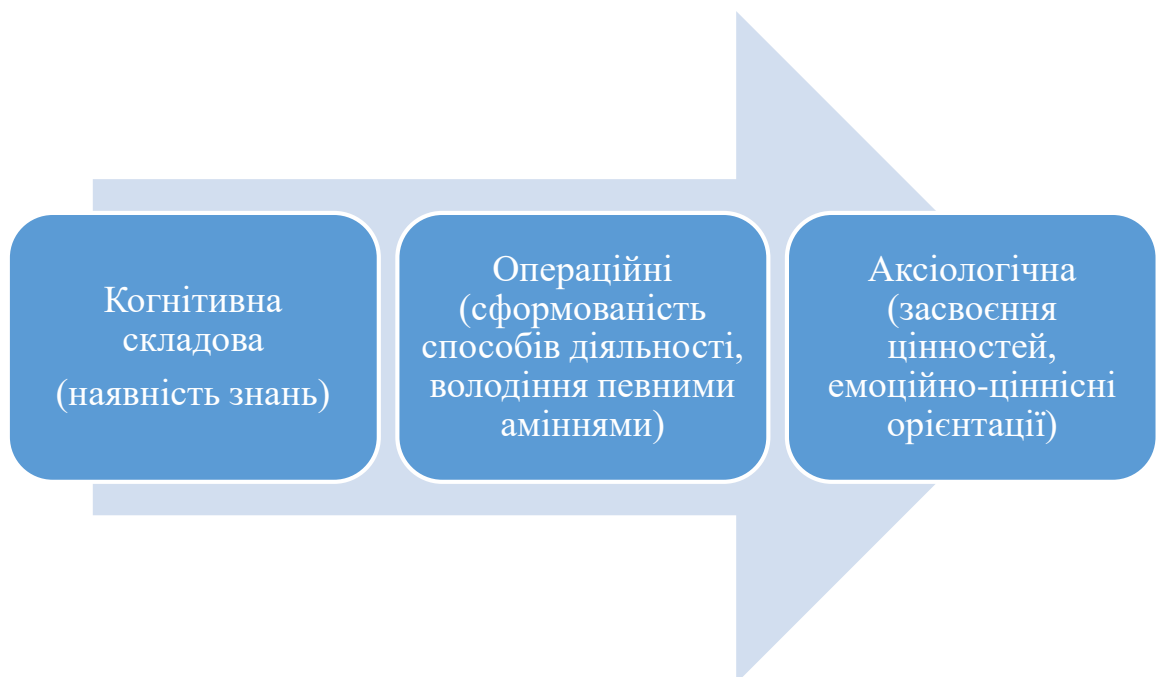 Когнітивна
складова
(наявність знань)
Операційні
(сформованість
способів діяльності,
володіння певними
аміннями)
Аксіологічна
(засвоєння
цінностей,
емоційно-ціннісні
орієнтації)